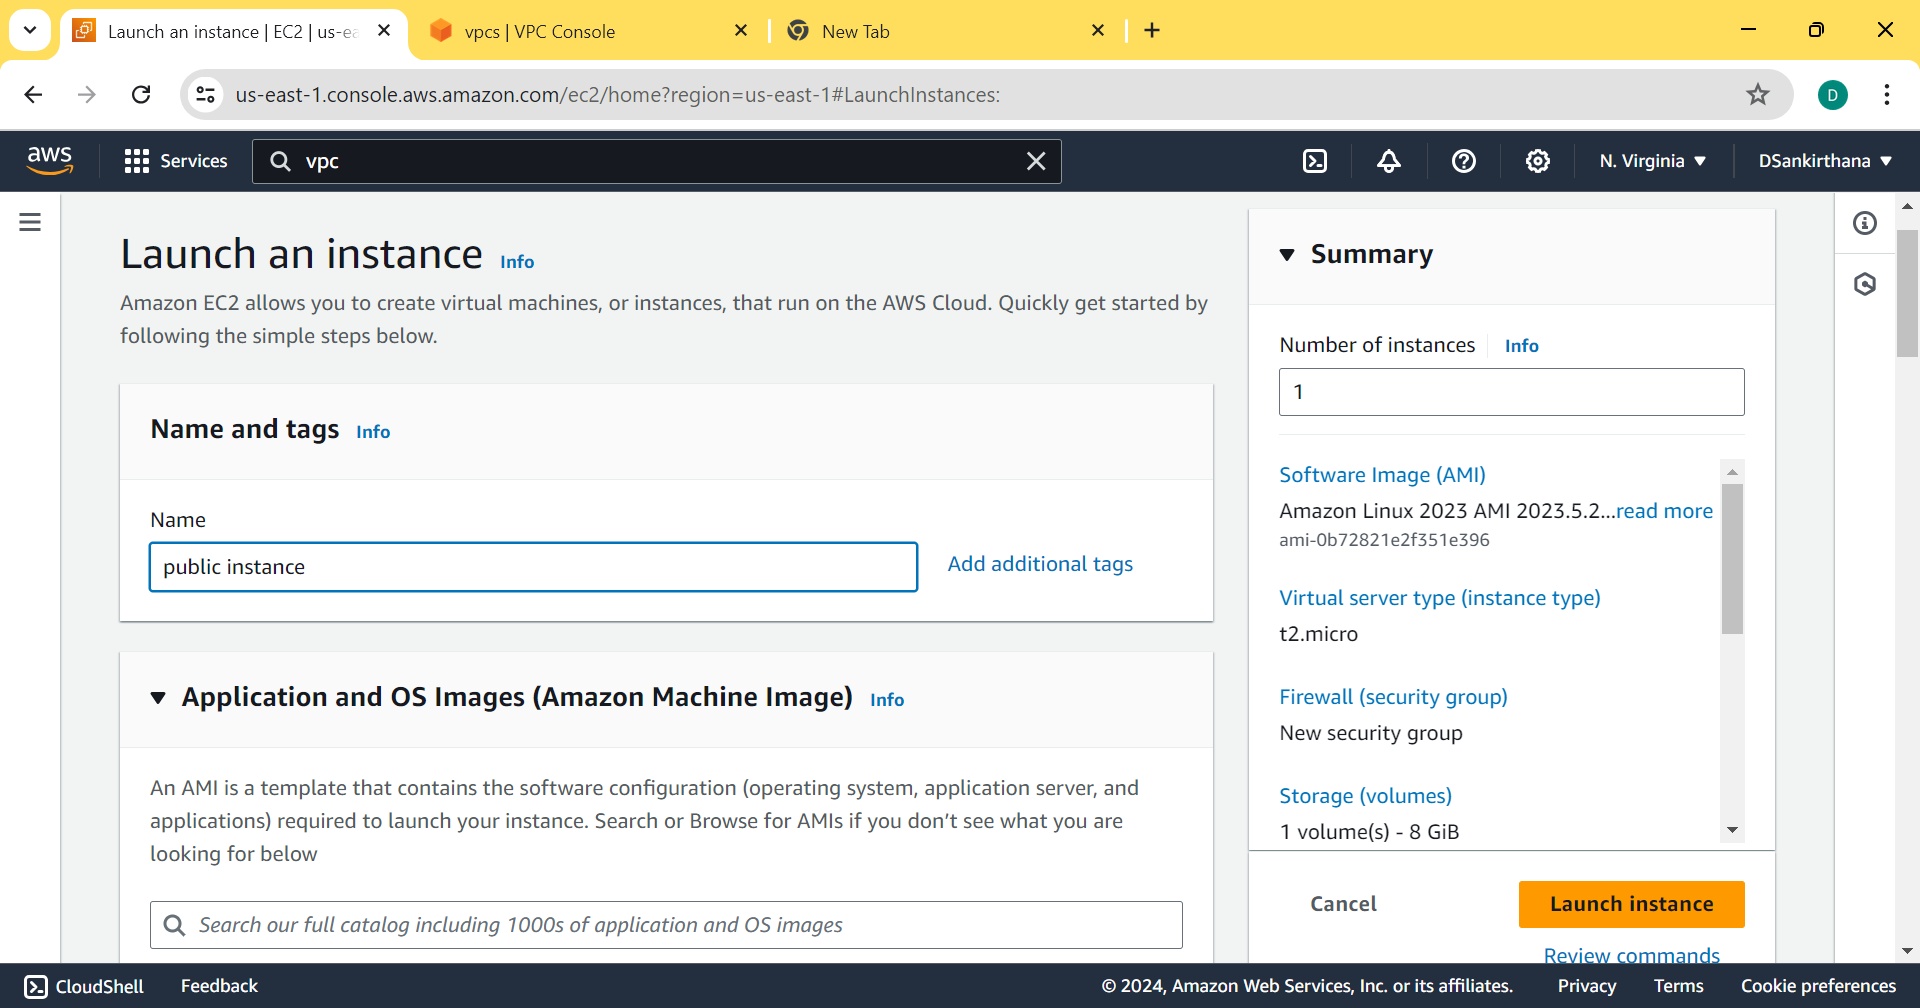 Launch an instance | EC2 | us-ea
vpcs | VPC Console
New Tab
us-east-1.console.aws.amazon.com/ec2/home?region=us-east-1#LaunchInstances:
D
aws
Services
vpc
N. Virginia
DSankirthana
Launch an instance Info
Amazon EC2 allows you to create virtual machines, or instances, that run on the AWS Cloud. Quickly get started by
following the simple steps below.
Name and tags Info
Name
public instance
Add additional tags
Application and OS Images (Amazon Machine Image) Info
An AMI is a template that contains the software configuration (operating system, application server, and
applications) required to launch your instance. Search or Browse for AMIs if you don’t see what you are
looking for below
Search our full catalog including 1000s of application and OS images
Summary
Number of instances Info
1
Software Image (AMI)
Amazon Linux 2023 AMI 2023.5.2...read more
ami-0b72821e2f351e396
Virtual server type (instance type)
t2.micro
Firewall (security group)
New security group
Storage (volumes)
1 volume(s) - 8 GiB
Cancel
Launch instance
Review commands
CloudShell
Feedback
© 2024, Amazon Web Services, Inc. or its affiliates.
Privacy
Terms
Cookie preferences